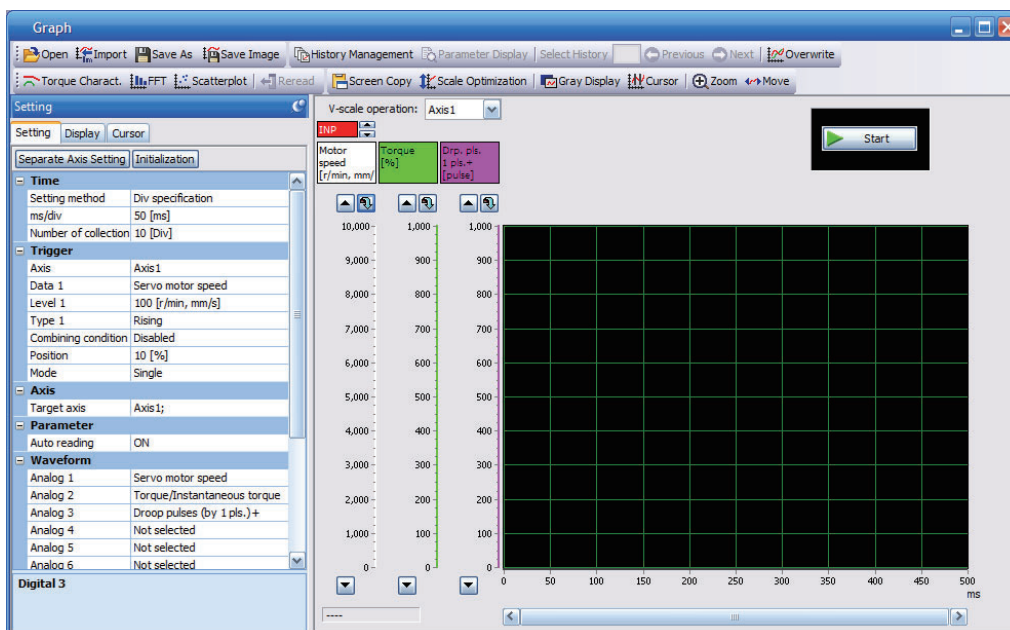 Graph
Open Import Save As Save Image History Management Parameter Display Select History Previous Next Overwrite
Torque Charact. FFT Scatterplot Reread Screen Copy Scale Optimization Gray Display Cursor Zoom Move
Setting
Setting Display Cursor
Separate Axis Setting Initialization
Time
Setting method Div specification
ms/div 50 [ms]
Number of collection 10 [Div]
Trigger
Axis Axis1
Data 1 Servo motor speed
Level 1 100 [r/min, mm/s]
Type 1 Rising
Combining condition Disabled
Position 10 [%]
Mode Single
Axis
Target axis Axis1;
Parameter
Auto reading ON
Waveform
Analog 1 Servo motor speed
Analog 2 Torque/Instantaneous torque
Analog 3 Droop pulses (by 1 pls.)+
Analog 4 Not selected
Analog 5 Not selected
Analog 6 Not selected
Digital 3
V-scale operation: Axis1
INP
Motor speed [r/min, mm/
Torque [%]
Drp. pls. 1 pls.+ [pulse]
Start
10,000 1,000 1,000
9,000 900 900
8,000 800 800
7,000 700 700
6,000 600 600
5,000 500 500
4,000 400 400
3,000 300 300
2,000 200 200
1,000 100 100
0 0 0
0 50 100 150 200 250 300 350 400 450 500
ms
----